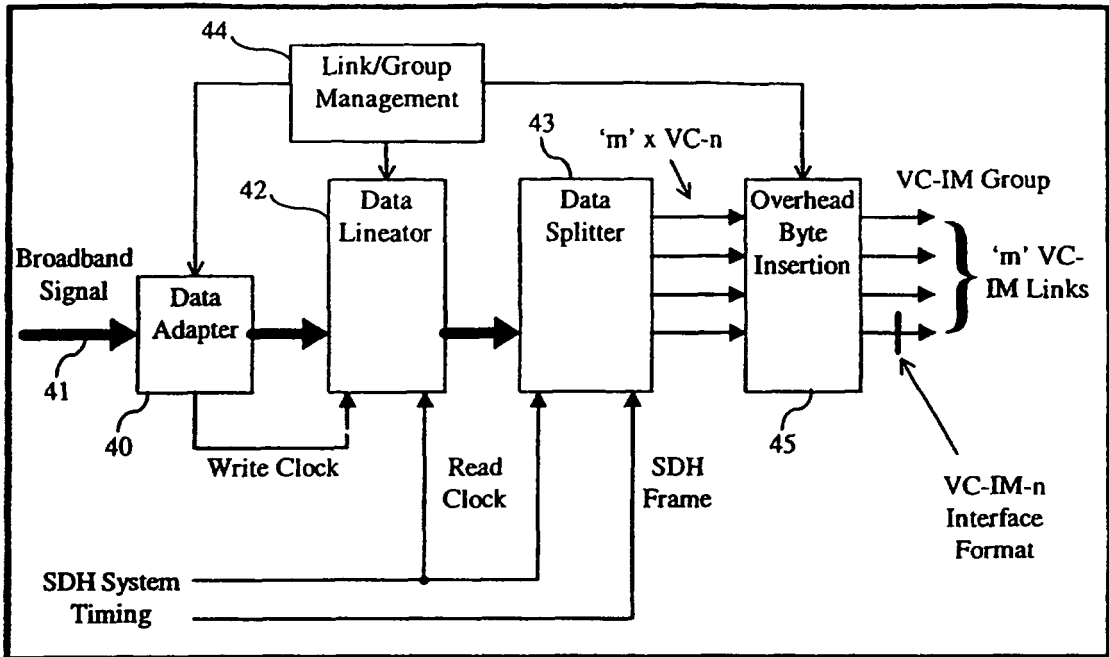 44
Link/Group
Management
43
'm' x VC-n
42
Data
Lineator
Data
Splitter
Overhead
Byte
Insertion
VC-IM Group
'm' VC-
IM Links
Broadband
Signal
Data
Adapter
41
40
45
Write Clock
Read
Clock
SDH
Frame
VC-IM-n
Interface
Format
SDH System
Timing